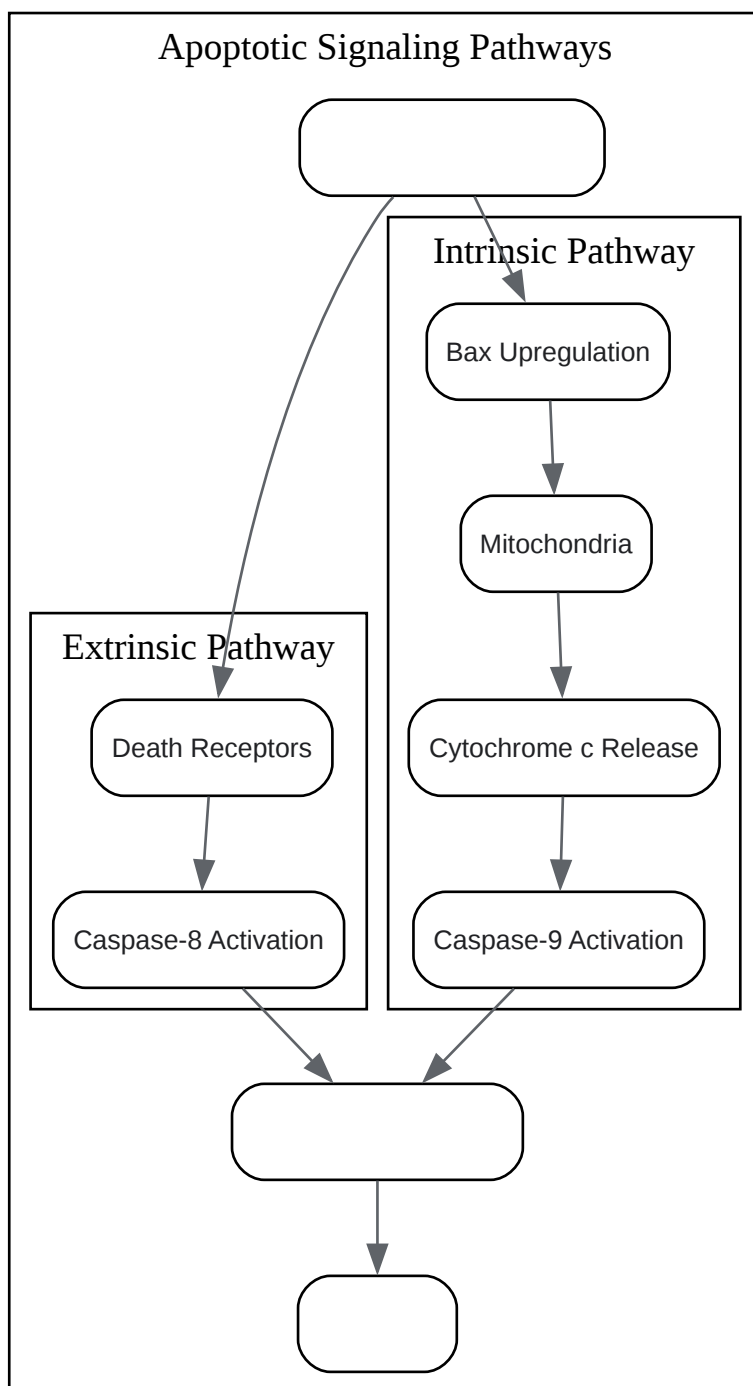 Apoptotic Signaling Pathways
Intrinsic Pathway
Bax Upregulation
Mitochondria
Extrinsic Pathway
Death Receptors
Cytochrome c Release
Caspase-8 Activation
Caspase-9 Activation